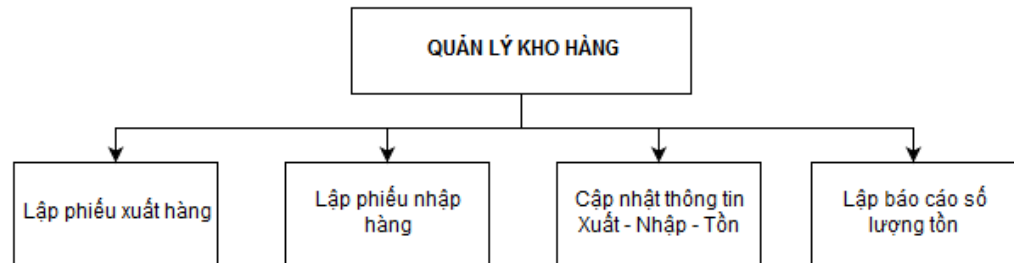 QUẢN LÝ KHO HÀNG
Lập phiếu xuất hàng
Lập phiếu nhập
hàng
Cập nhật thông tin
Xuất - Nhập - Tồn
Lập báo cáo số
lượng tồn